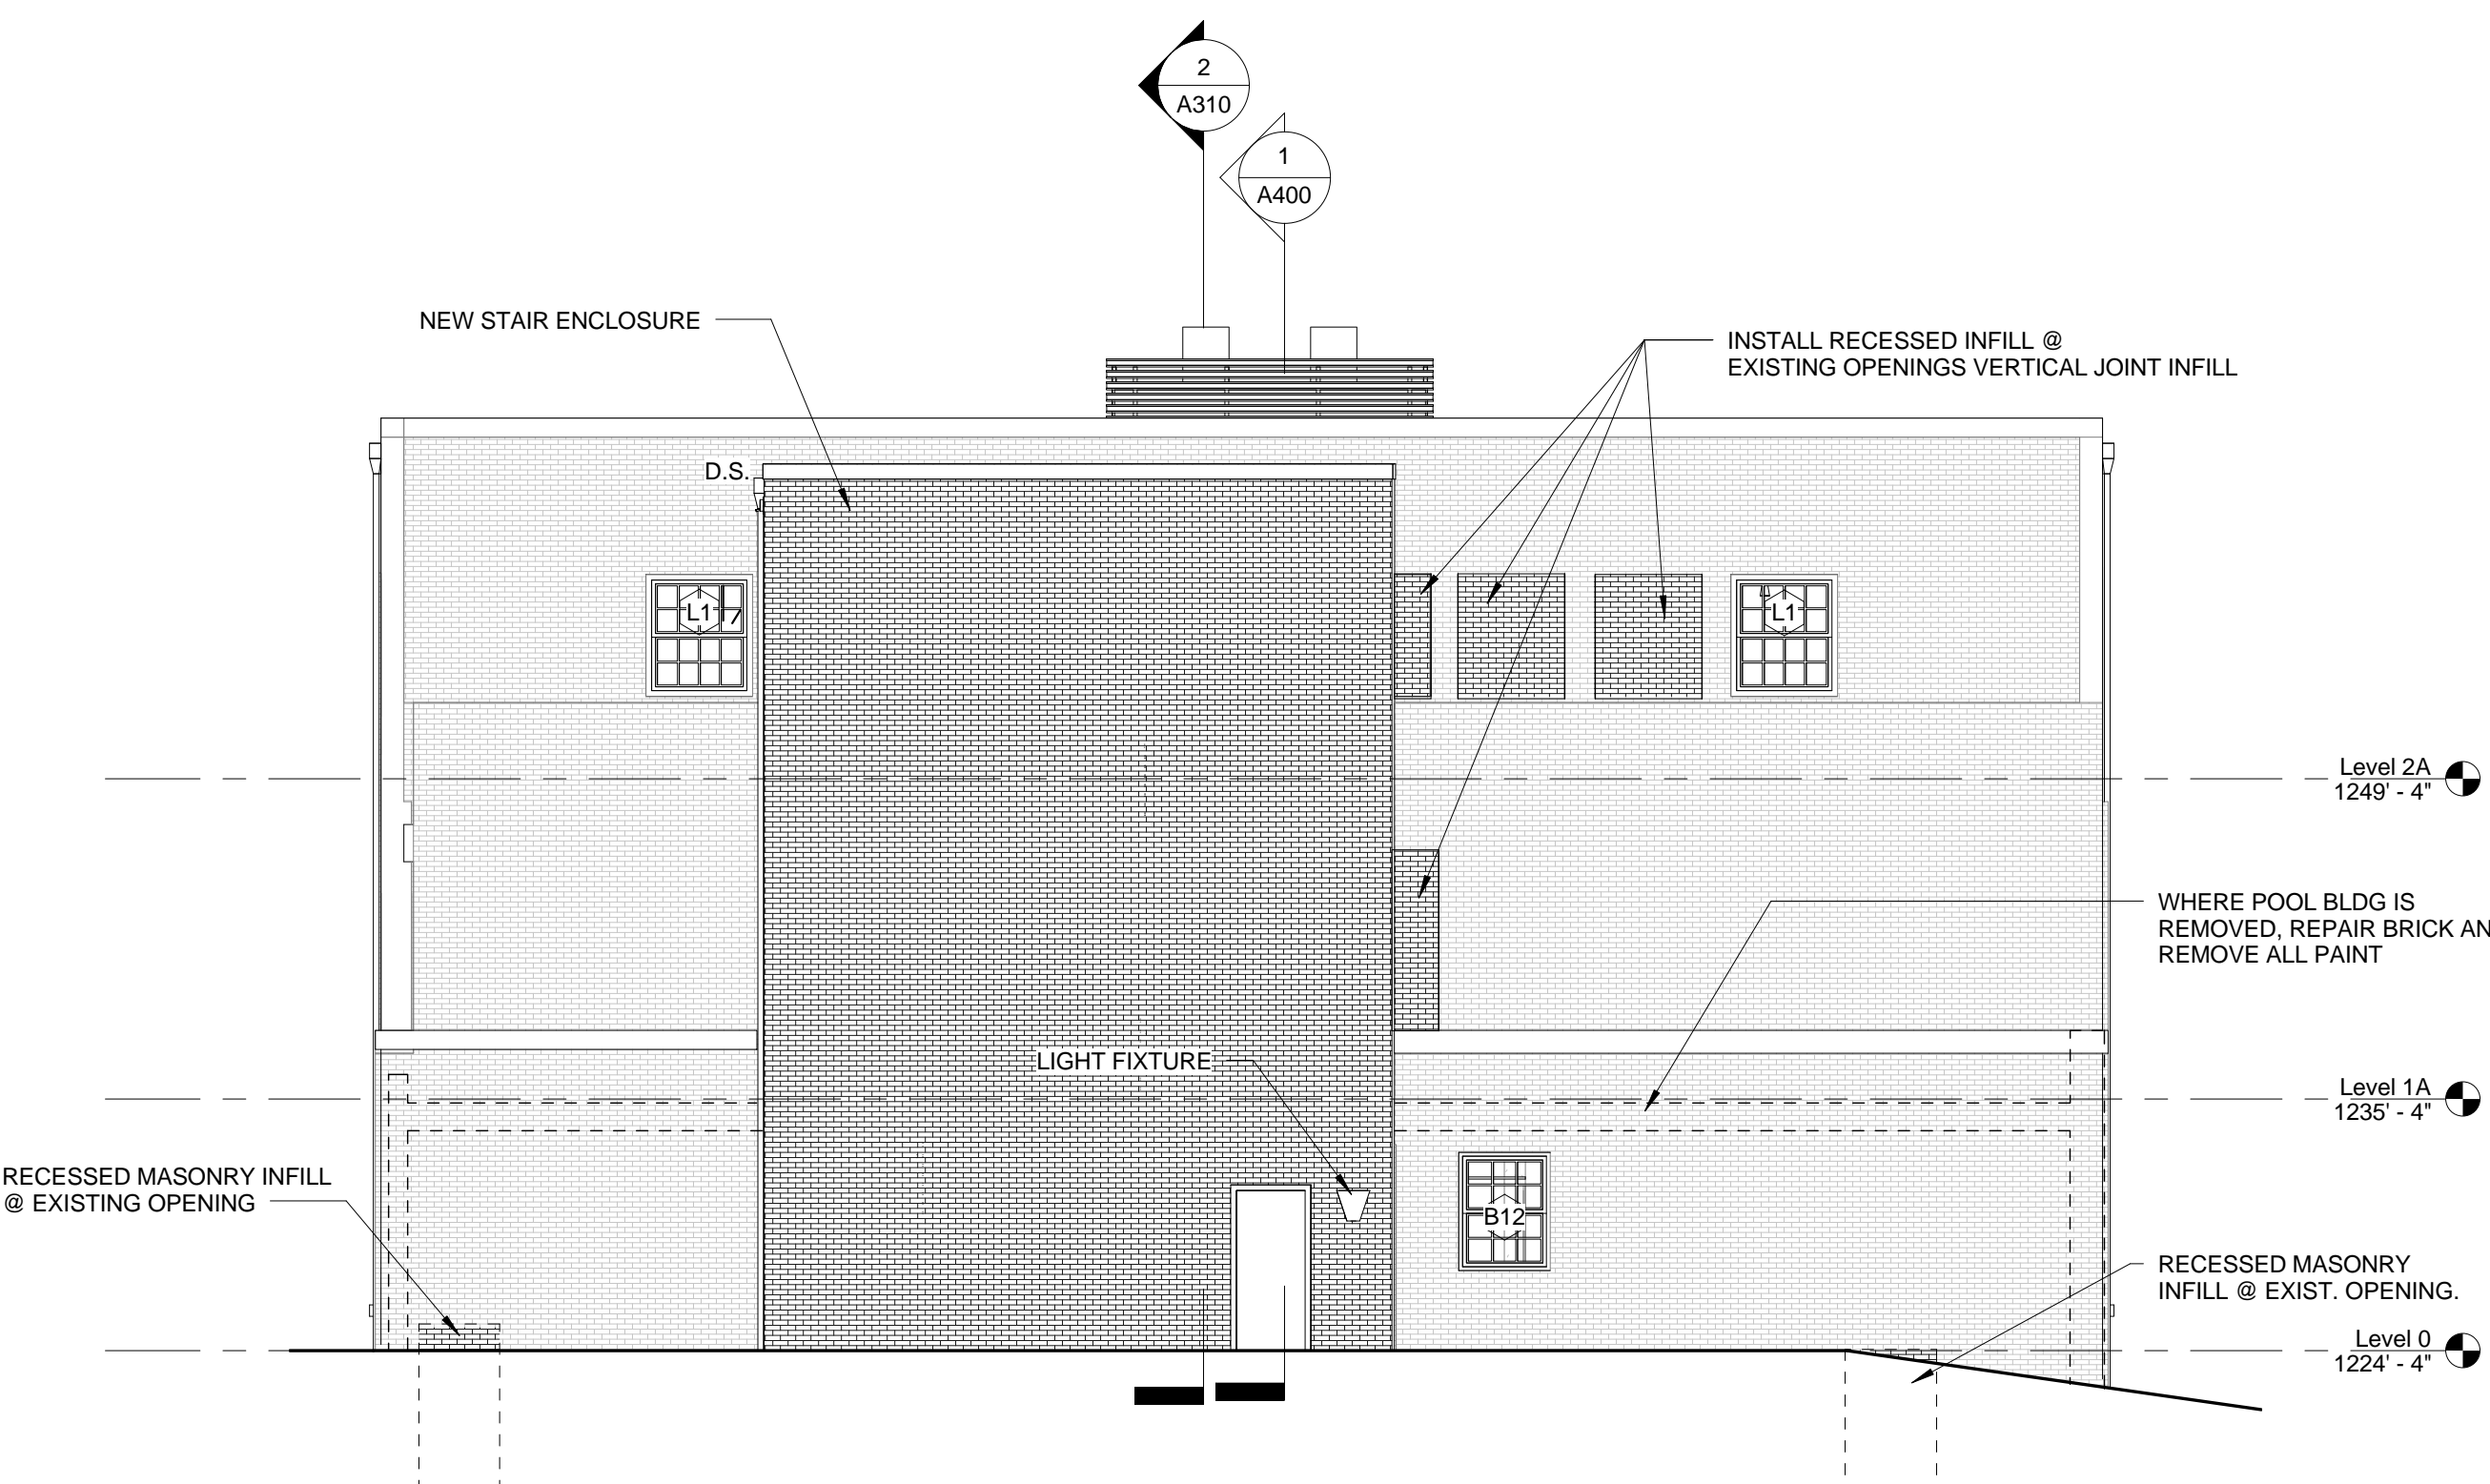 2
A310
1
A400
NEW STAIR ENCLOSURE
INSTALL RECESSED INFILL @
EXISTING OPENINGS VERTICAL JOINT INFILL
D.S.
L1
L1
Level 2A
1249' - 4"
WHERE POOL BLDG IS
REMOVED, REPAIR BRICK AN
REMOVE ALL PAINT
LIGHT FIXTURE
Level 1A
1235' - 4"
RECESSED MASONRY INFILL
@ EXISTING OPENING
B12
RECESSED MASONRY
INFILL @ EXIST. OPENING.
Level 0
1224' - 4"